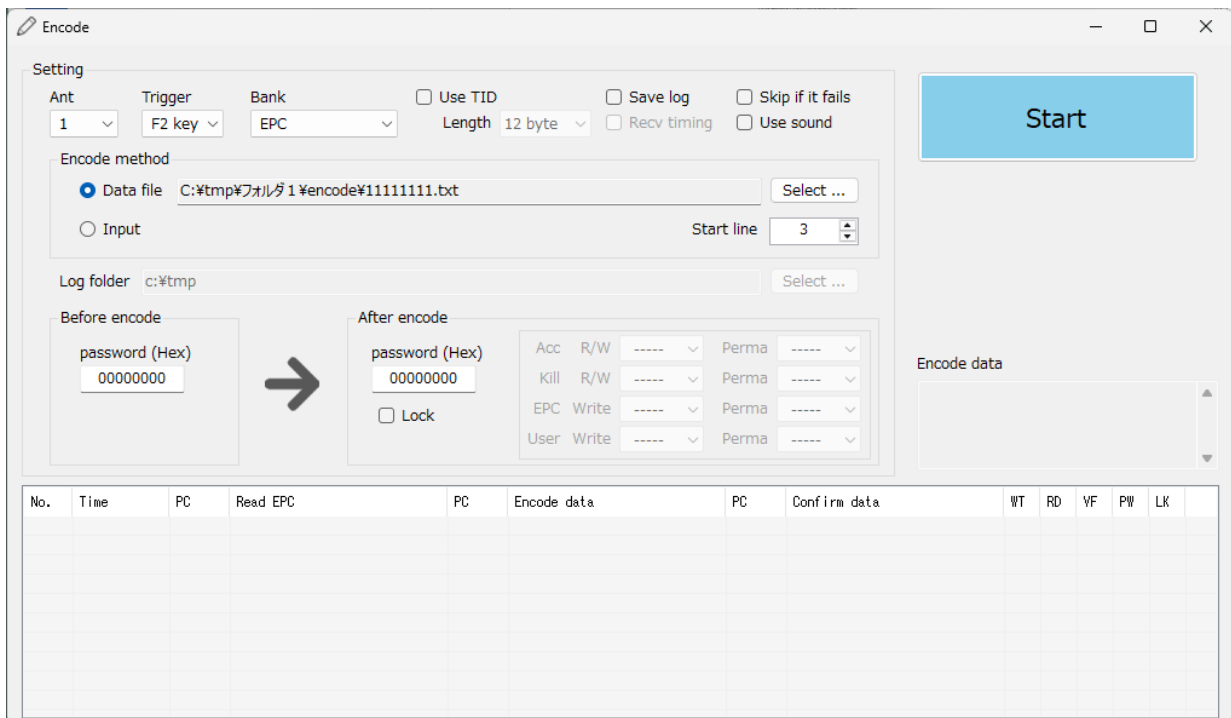 Encode
Setting
Ant Trigger Bank Use TID Save log Skip if it fails
1 F2 key EPC Length 12 byte Recv timing Use sound
Start
Encode method
Data file C:¥tmp¥フォルダ1¥encode¥11111111.txt Select ...
Input Start line 3
Log folder c:¥tmp Select ...
Before encode
password (Hex)
00000000
After encode
password (Hex)
00000000
Lock
Acc R/W ----- Perma -----
Kill R/W ----- Perma -----
EPC Write ----- Perma -----
User Write ----- Perma -----
Encode data
No. Time PC Read EPC PC Encode data PC Confirm data WT RD VF PW LK